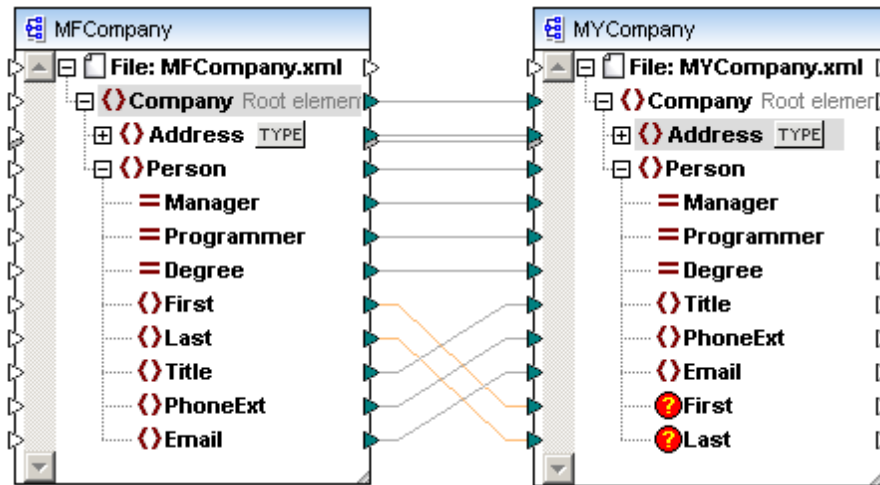 MFCompany
File: MFCompany.xml
Company Root element
Address TYPE
Person
Manager
Programmer
Degree
First
Last
Title
PhoneExt
Email
MYCompany
File: MYCompany.xml
Company Root elemer
Address TYPE
Person
Manager
Programmer
Degree
Title
PhoneExt
Email
? First
? Last